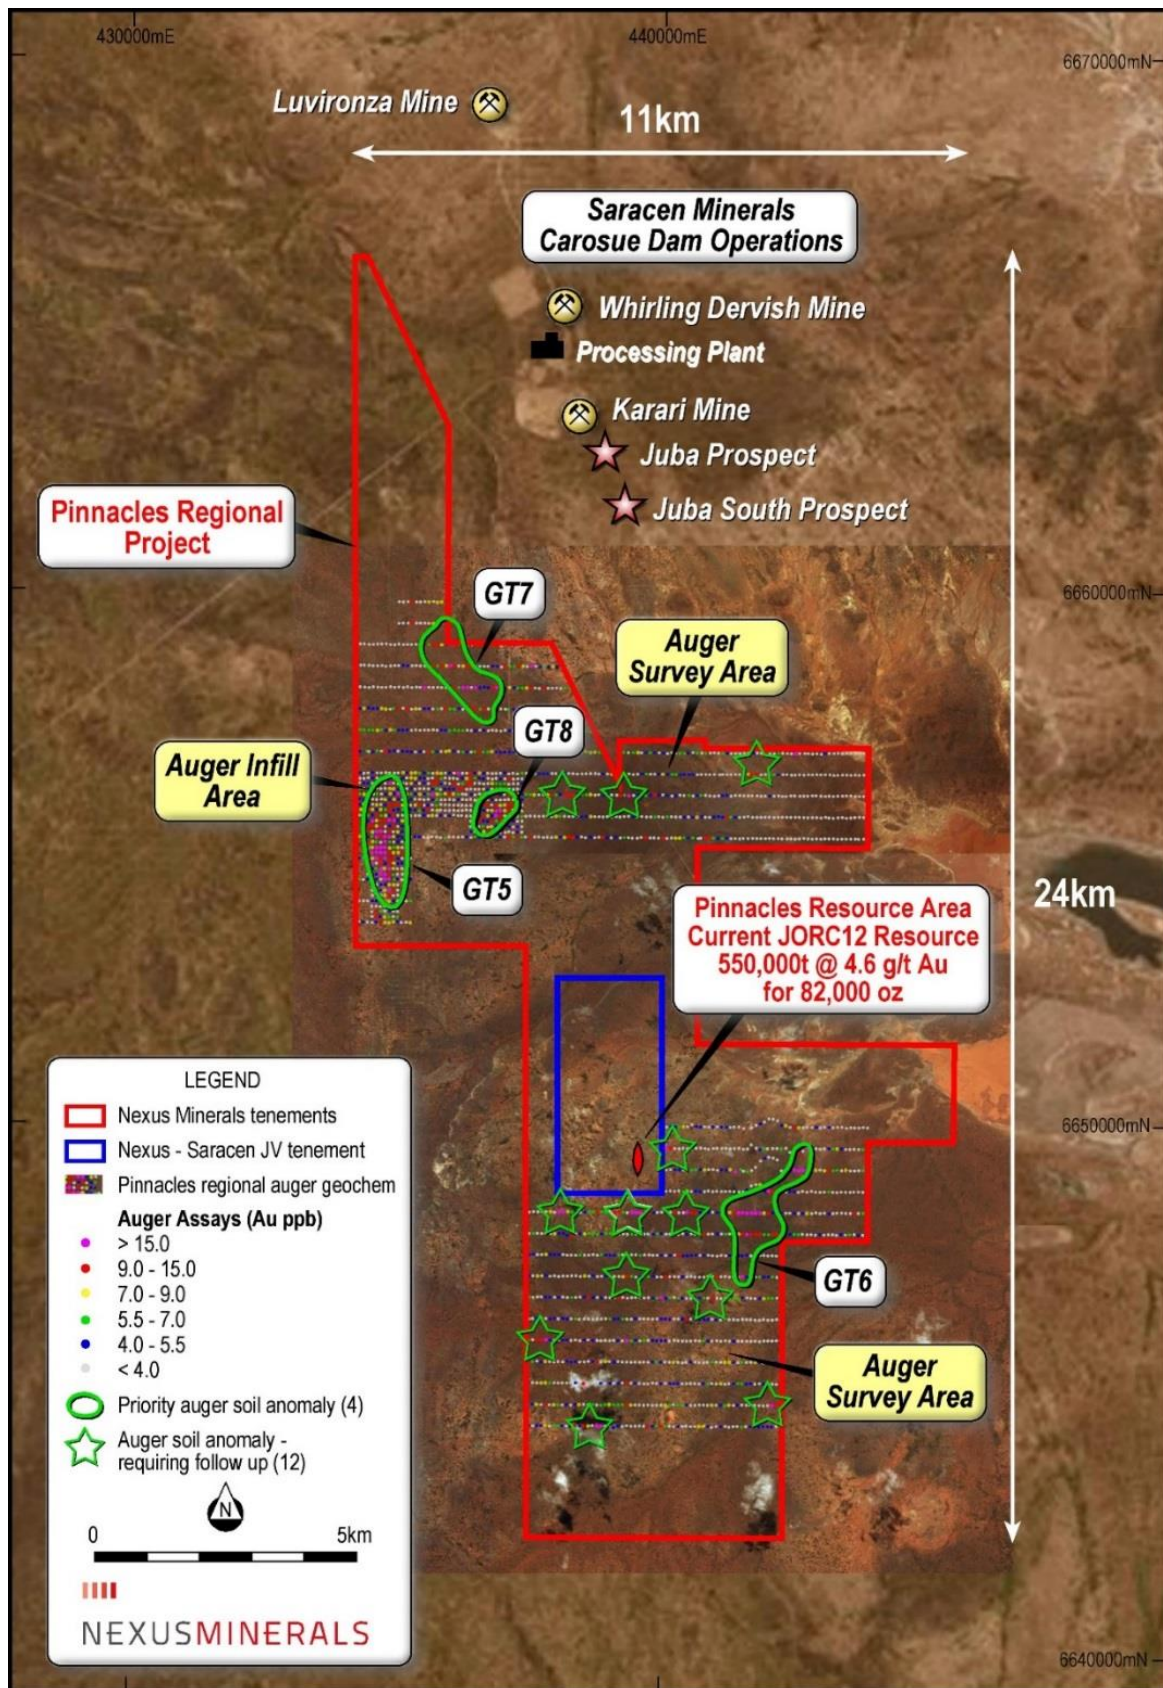 430000mE
440000mE
6670000mN
Luvironza Mine
11km
Saracen Minerals
Carosue Dam Operations
Whirling Dervish Mine
Processing Plant
Karari Mine
Juba Prospect
Juba South Prospect
Pinnacles Regional
Project
6660000mN
GT7
Auger
Survey Area
GT8
Auger Infill
Area
GT5
24km
Pinnacles Resource Area
Current JORC12 Resource
550,000t @ 4.6 g/t Au
for 82,000 oz
6650000mN
GT6
Auger
Survey Area
LEGEND
Nexus Minerals tenements
Nexus - Saracen JV tenement
Pinnacles regional auger geochem
Auger Assays (Au ppb)
> 15.0
9.0 - 15.0
7.0 - 9.0
5.5 - 7.0
4.0 - 5.5
< 4.0
Priority auger soil anomaly (4)
Auger soil anomaly -
requiring follow up (12)
N
0 5km
NEXUSMINERALS
6640000mN